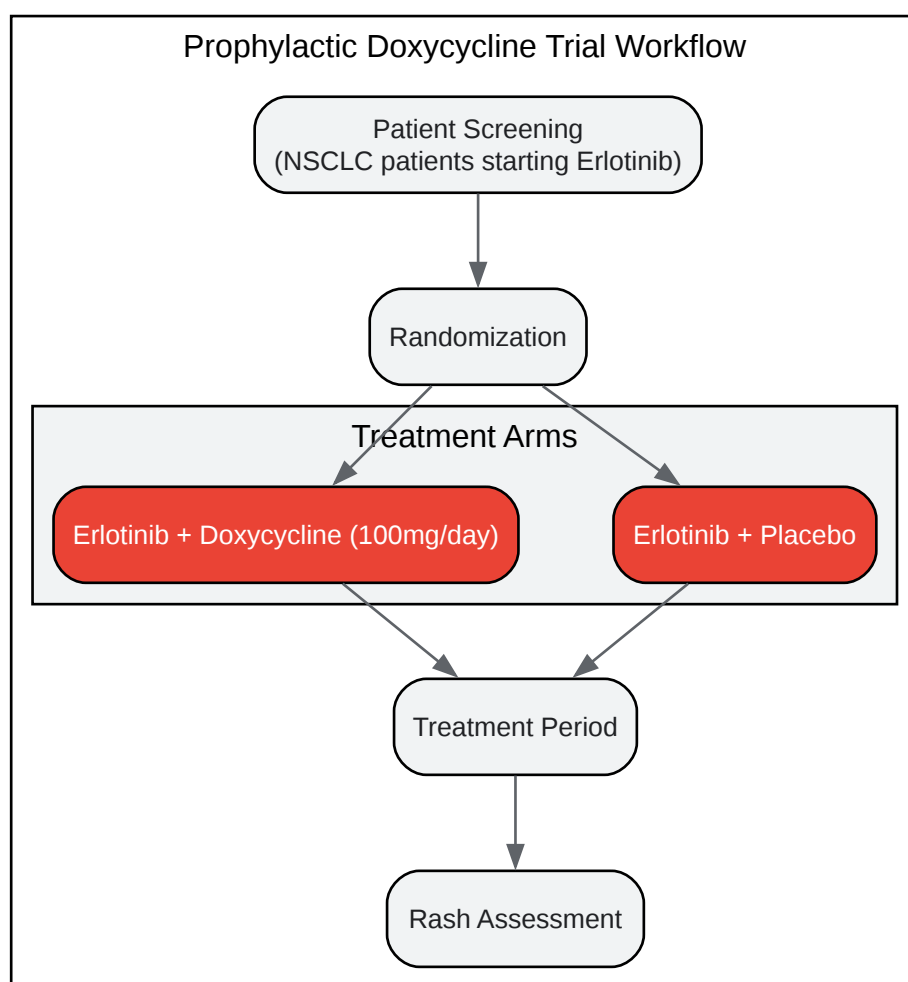 Prophylactic Doxycycline Trial Workflow
Patient Screening
(NSCLC patients starting Erlotinib)
Randomization
Treatment Arms
Erlotinib + Doxycycline (100mg/day)
Erlotinib + Placebo
Treatment Period
Rash Assessment